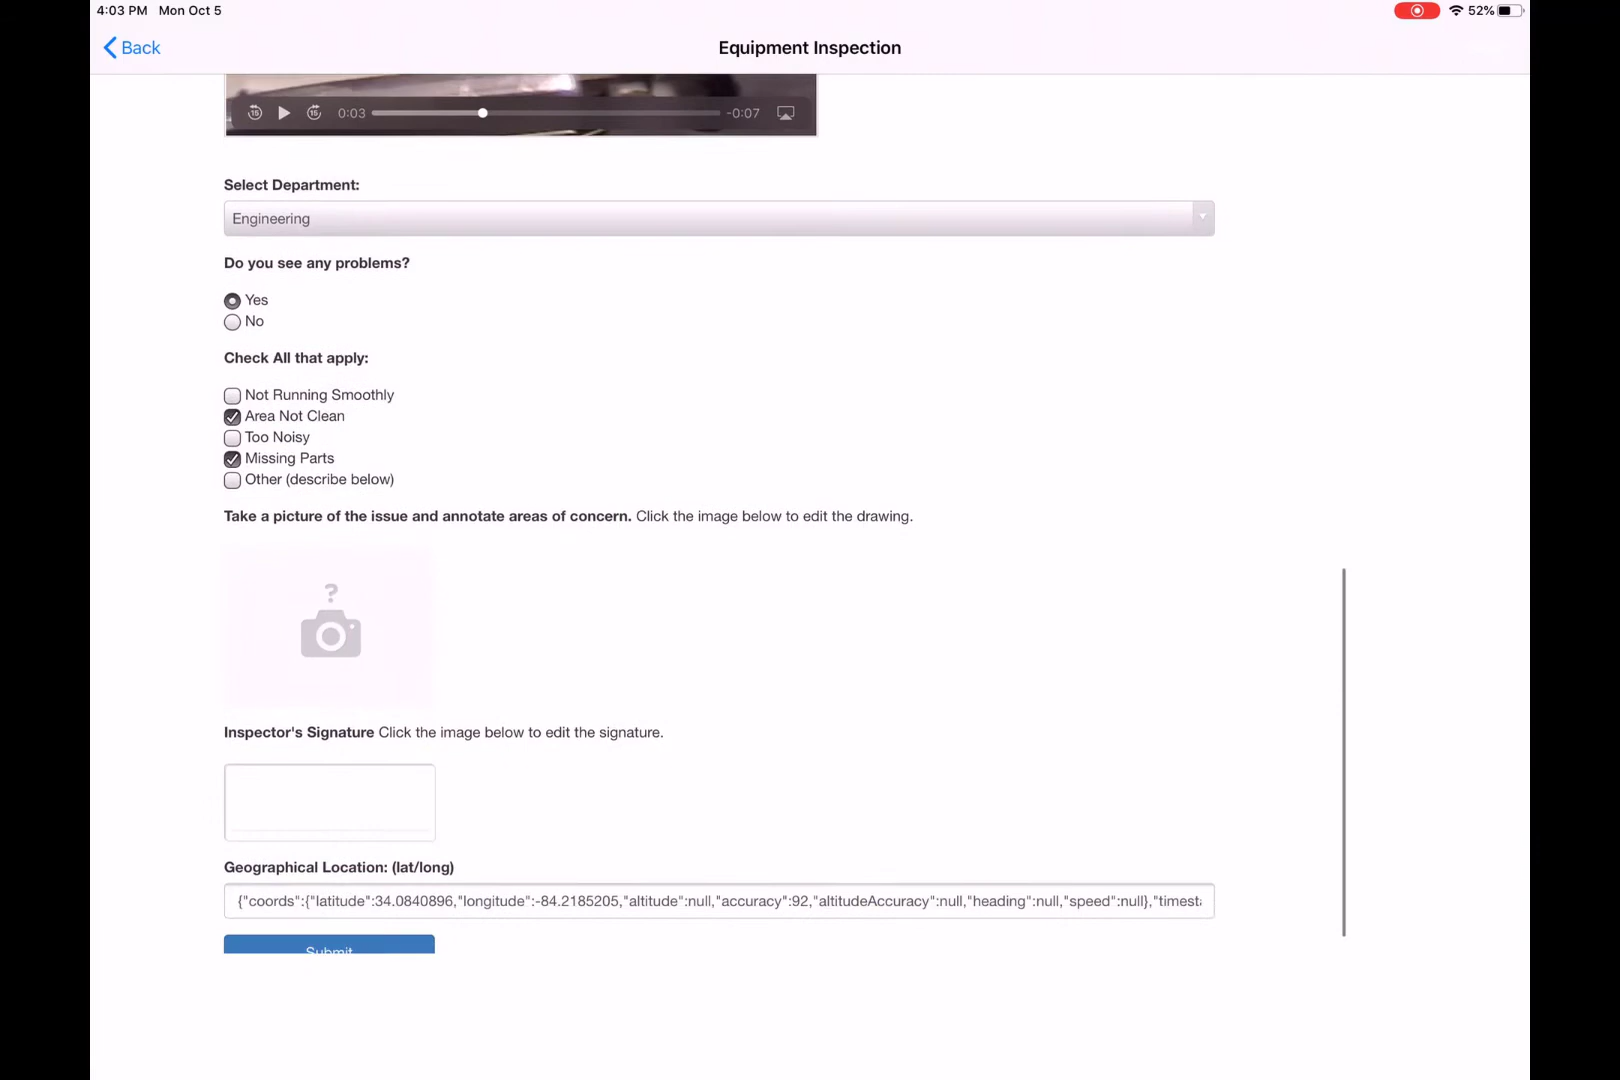 4:03 PM Mon Oct 5
52%
Back
Equipment Inspection
15 15 0:03 -0:07
Select Department:
Engineering
Do you see any problems?
Yes
No
Check All that apply:
Not Running Smoothly
Area Not Clean
Too Noisy
Missing Parts
Other (describe below)
Take a picture of the issue and annotate areas of concern. Click the image below to edit the drawing.
?
Inspector's Signature Click the image below to edit the signature.
Geographical Location: (lat/long)
{"coords":{"latitude":34.0840896,"longitude":-84.2185205,"altitude":null,"accuracy":92,"altitudeAccuracy":null,"heading":null,"speed":null},"timest
Submit